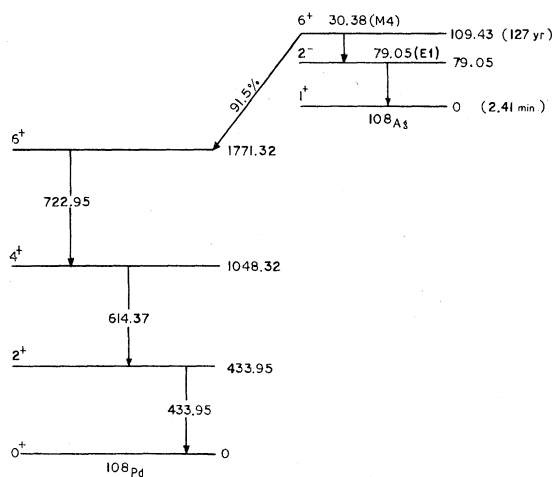 6+ 30.38 (M4) 109.43 (127 yr)
2- 79.05(E1) 79.05
1+ 0 (2.41 min.)
108Ag
91.5%
6+ 1771.32
722.95
4+ 1048.32
614.37
2+ 433.95
433.95
0+ 0
108Pd